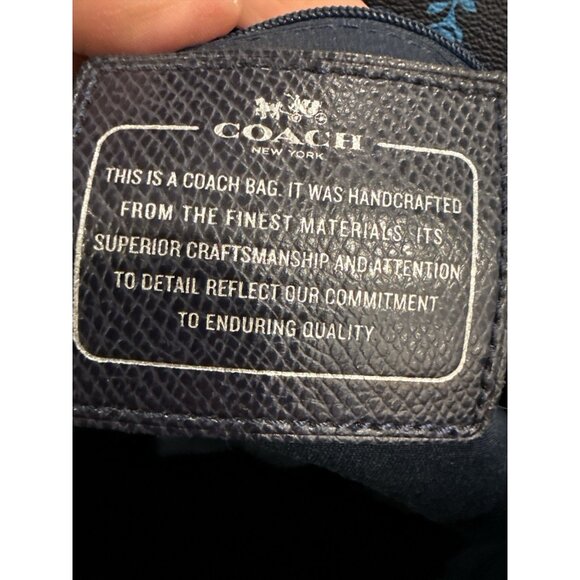 COACH
NEW YORK
THIS IS A COACH BAG. IT WAS HANDCRAFTED
FROM THE FINEST MATERIALS. ITS
SUPERIOR CRAFTSMANSHIP AND ATTENTION
TO DETAIL REFLECT OUR COMMITMENT
TO ENDURING QUALITY